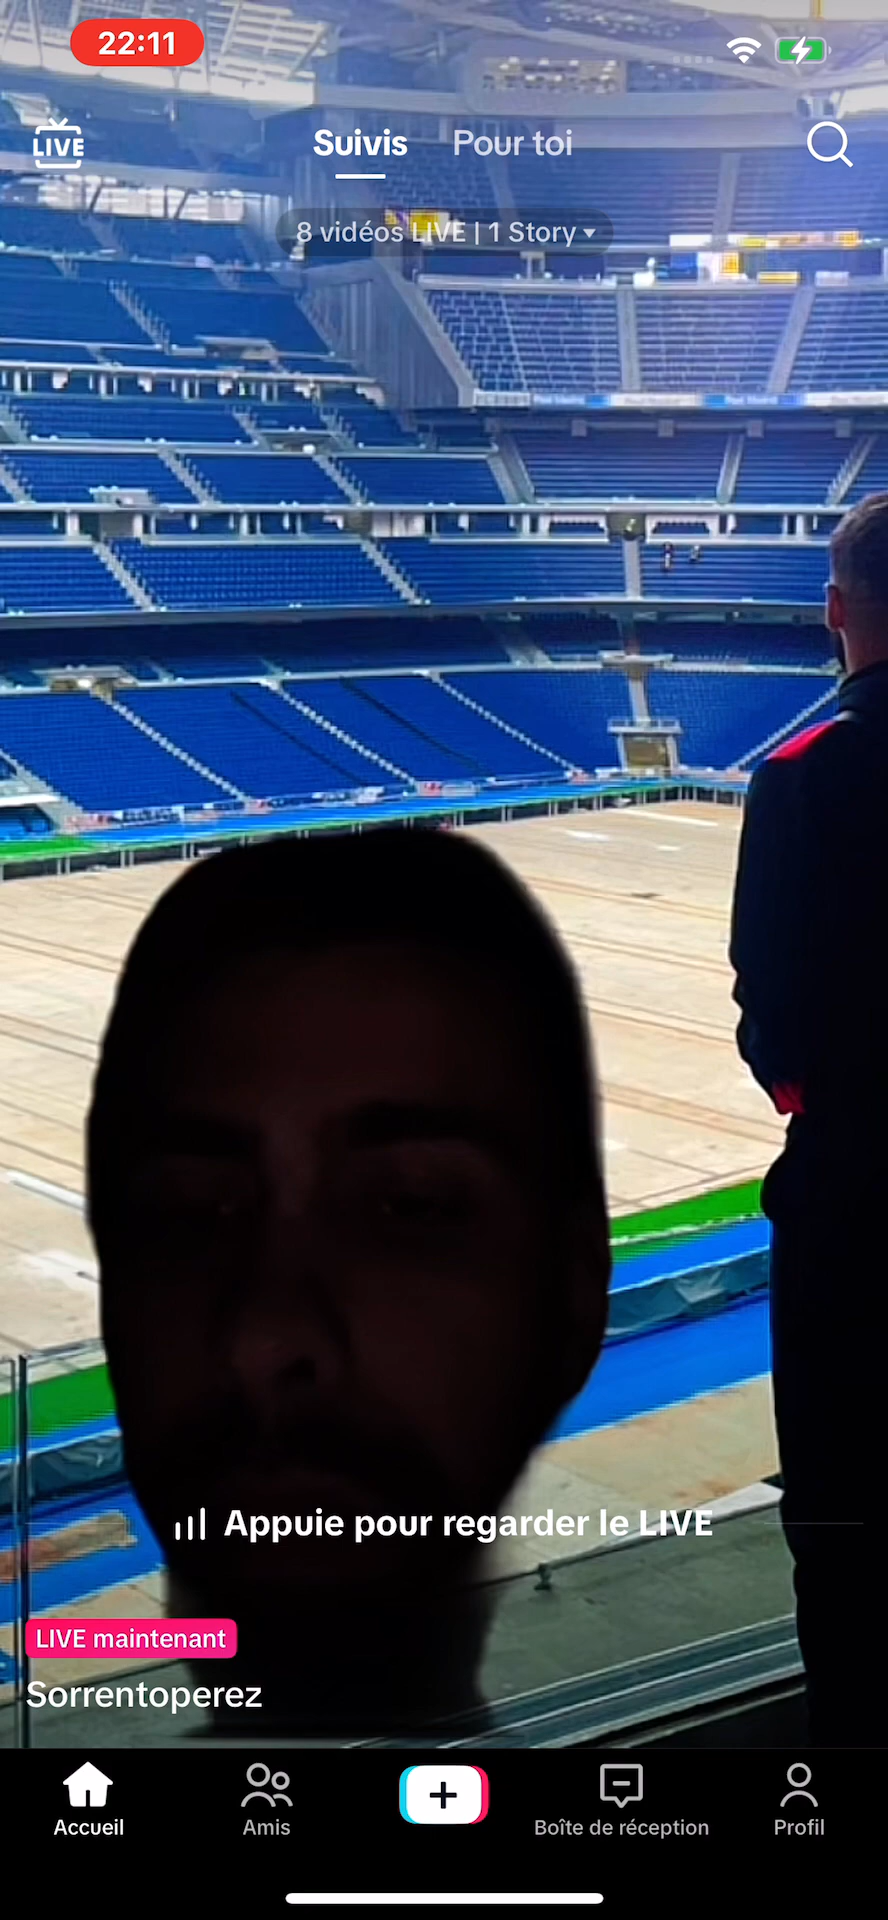 22:11
LIVE
Suivis
Pour toi
8 vidéos LIVE | 1 Story
Appuie pour regarder le LIVE
LIVE maintenant
Sorrentoperez
Accueil
Amis
Boîte de réception
Profil